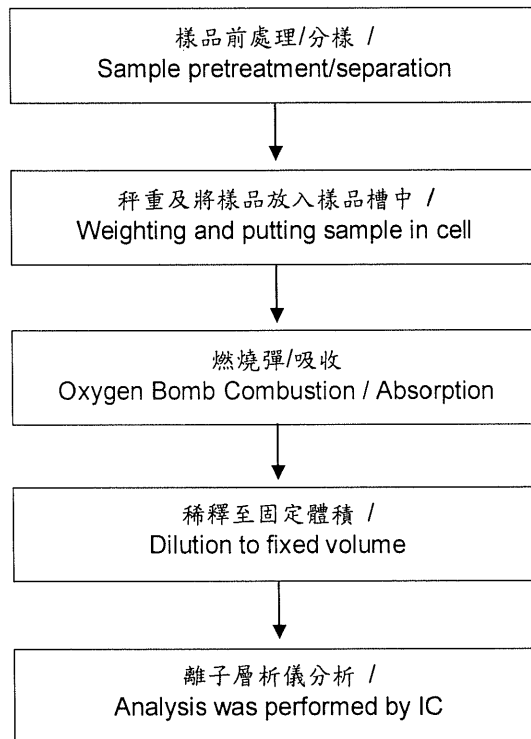 樣品前處理/分樣 /
Sample pretreatment/separation
秤重及將樣品放入樣品槽中 /
Weighting and putting sample in cell
燃燒彈/吸收
Oxygen Bomb Combustion / Absorption
稀釋至固定體積 /
Dilution to fixed volume
離子層析儀分析 /
Analysis was performed by IC